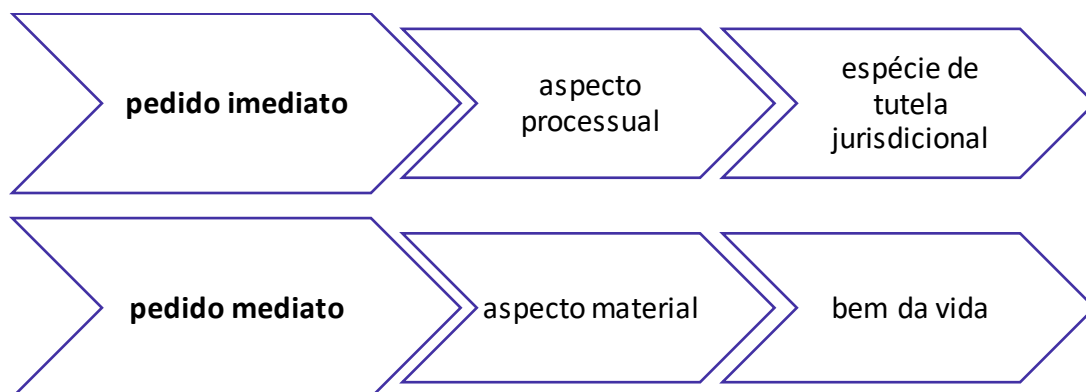 pedido imediato
aspecto
processual
espécie de
tutela
jurisdicional
pedido mediato
aspecto material
bem da vida